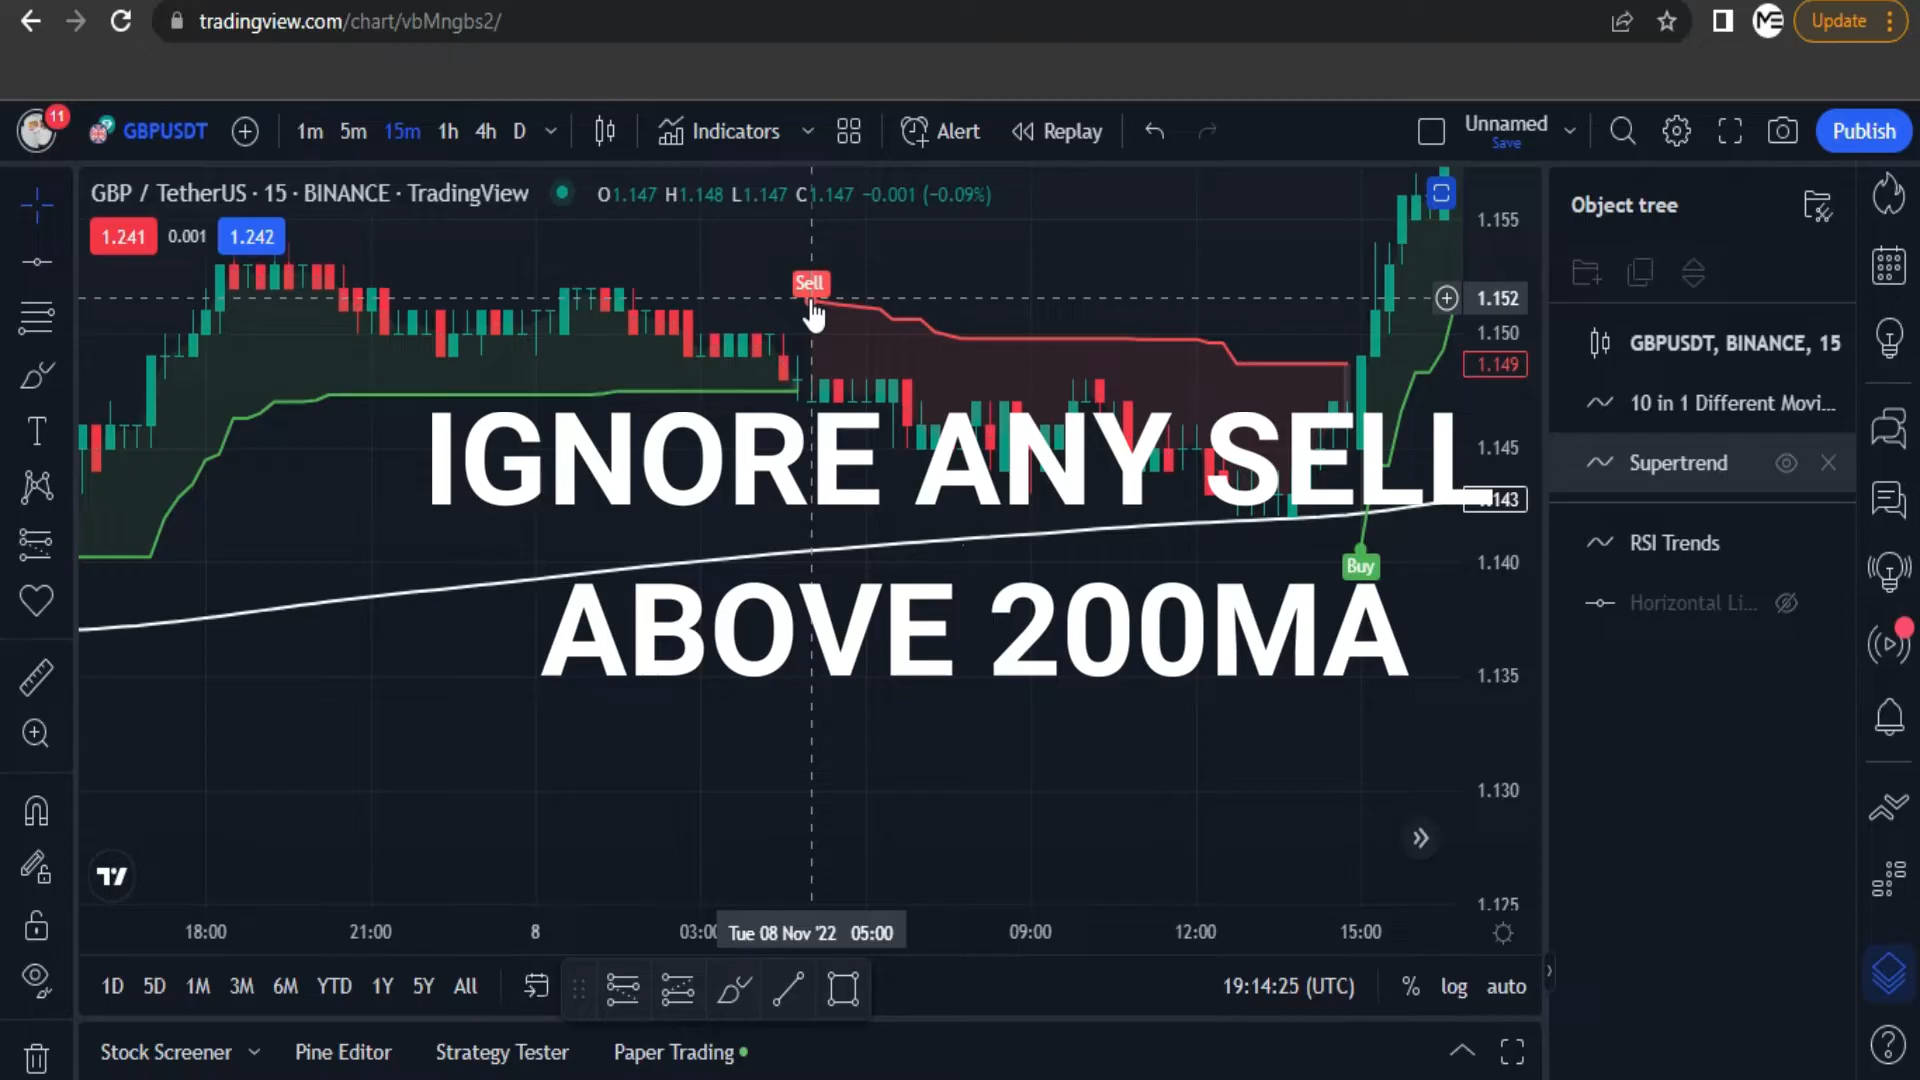 tradingview.com/chart/vbMngbs2/
Update
11
GBPUSDT
1m 5m 15m 1h 4h D
Indicators
Alert
Replay
Unnamed
Save
Publish
GBP / TetherUS · 15 · BINANCE · TradingView
O1.147 H1.148 L1.147 C1.147 −0.001 (−0.09%)
1.241 0.001 1.242
Sell
IGNORE ANY SELL
ABOVE 200MA
Buy
1.155
1.152
1.150
1.149
1.145
1.143
1.140
1.135
1.130
1.125
Object tree
GBPUSDT, BINANCE, 15
10 in 1 Different Movi...
Supertrend
RSI Trends
Horizontal Li...
18:00 21:00 8 03:00 Tue 08 Nov '22 05:00 09:00 12:00 15:00
1D 5D 1M 3M 6M YTD 1Y 5Y All
19:14:25 (UTC) % log auto
Stock Screener Pine Editor Strategy Tester Paper Trading